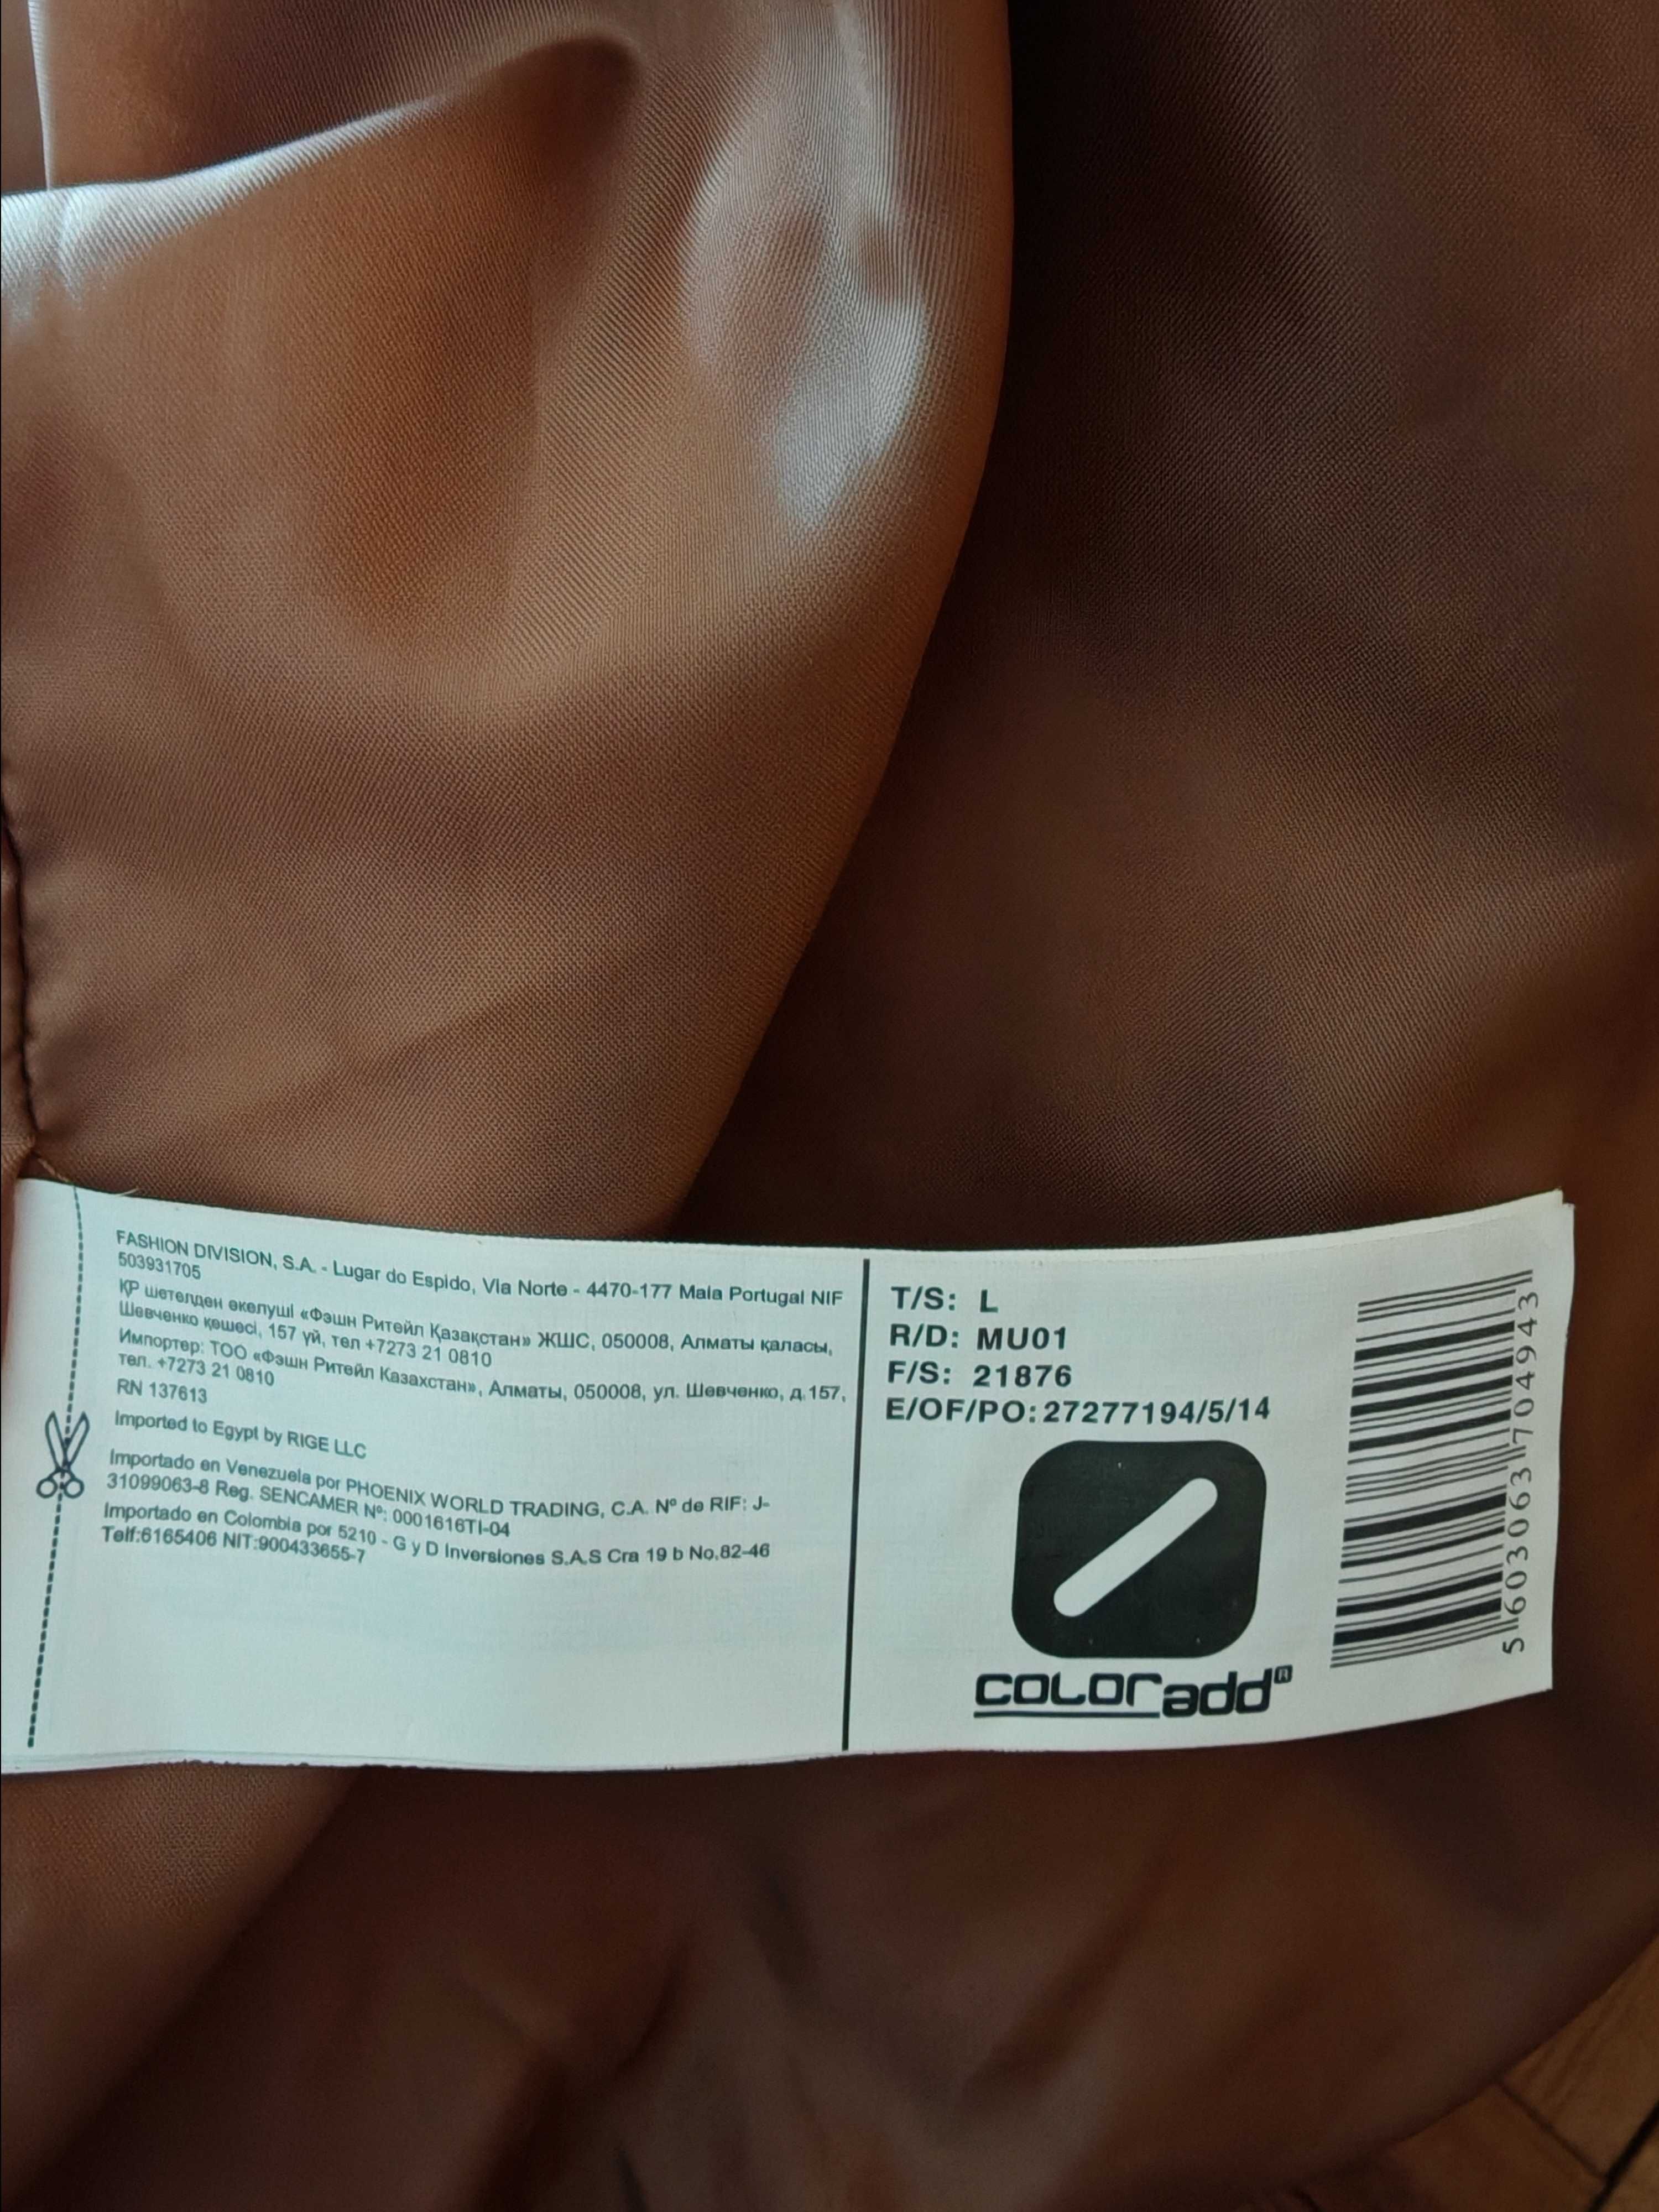 FASHION DIVISION, S.A. - Lugar do Espido, Via Norte - 4470-177 Maia Portugal NIF
503931705
ҚР шетелден әкелушІ «Фэшн Ритейл Қазақстан» ЖШС, 050008, Алматы қаласы,
Шевченко көшесі, 157 үй, тел +7273 21 0810
Импортер: ТОО «Фэшн Ритейл Казахстан», Алматы, 050008, ул. Шевченко, д.157,
тел. +7273 21 0810
RN 137613
Imported to Egypt by RIGE LLC
Importado en Venezuela por PHOENIX WORLD TRADING, C.A. Nº de RIF: J-
31099063-8 Reg. SENCAMER Nº: 0001616TI-04
Importado en Colombia por 5210 - G y D Inversiones S.A.S Cra 19 b No.82-46
Telf:6165406 NIT:900433655-7
T/S: L
R/D: MU01
F/S: 21876
E/OF/PO:27277194/5/14
coloradd®
5603063704943